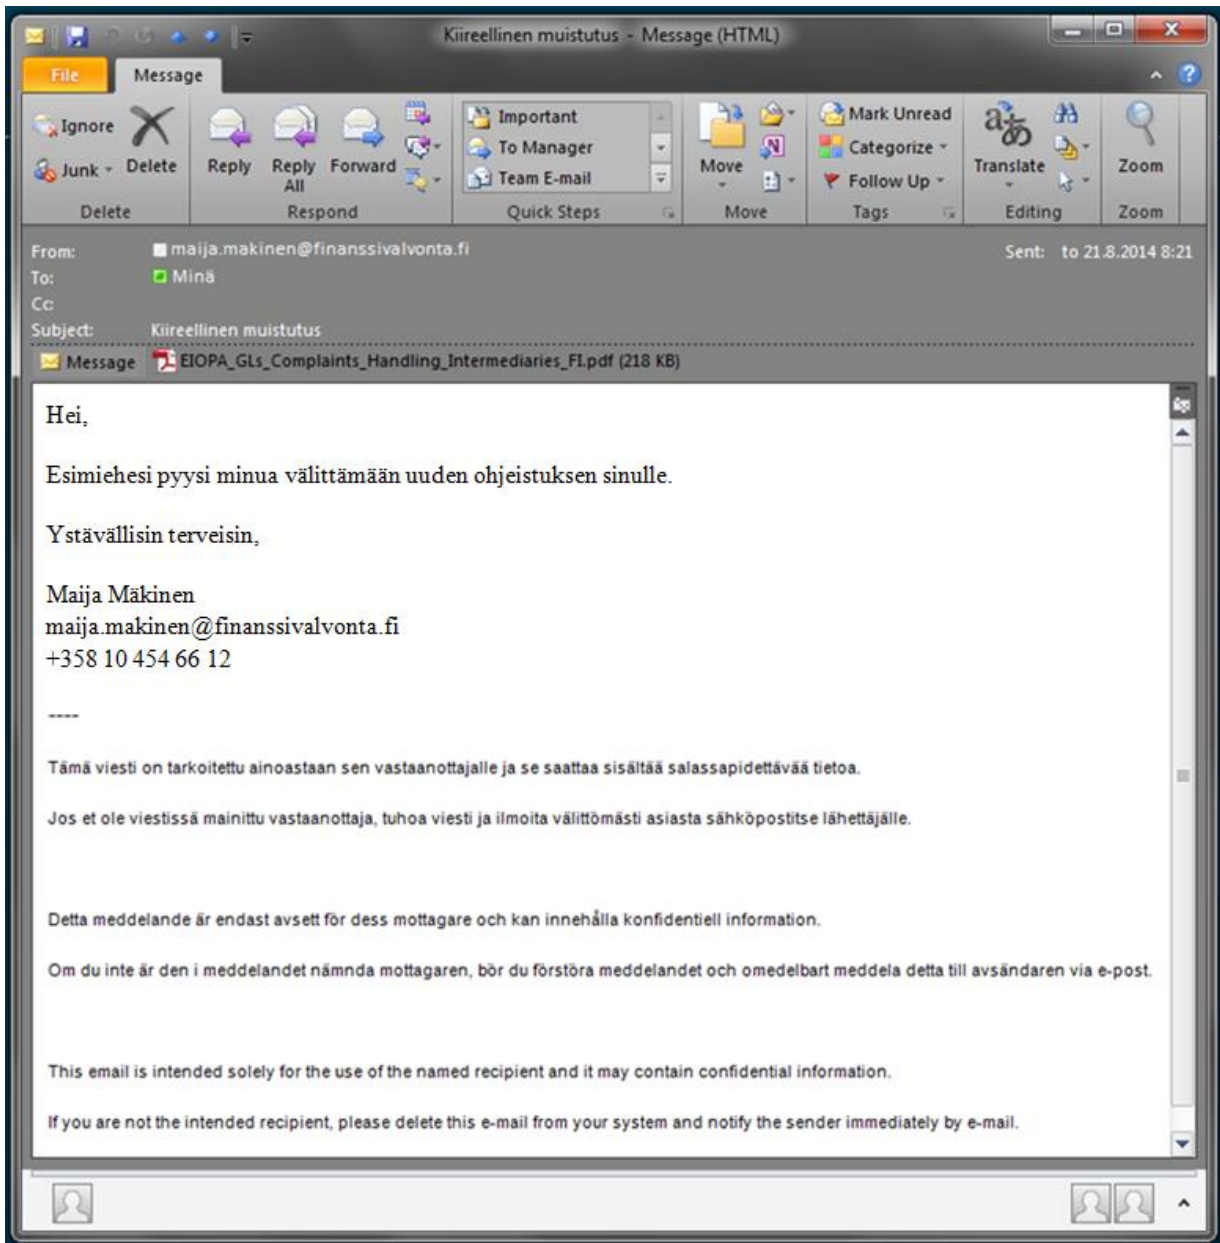 Kiireellinen muistutus - Message (HTML)
File Message
Ignore
Junk
Delete
Delete
Reply
Reply All
Forward
Respond
Important
To Manager
Team E-mail
Quick Steps
Move
Move
Mark Unread
Categorize
Follow Up
Tags
Translate
Editing
Zoom
Zoom
From: maija.makinen@finanssivalvonta.fi Sent: to 21.8.2014 8:21
To: Minä
Cc:
Subject: Kiireellinen muistutus
Message EIOPA_GLs_Complaints_Handling_Intermediaries_FI.pdf (218 KB)
Hei,
Esimiehesi pyysi minua välittämään uuden ohjeistuksen sinulle.
Ystävällisin terveisin,
Maija Mäkinen
maija.makinen@finanssivalvonta.fi
+358 10 454 66 12
----
Tämä viesti on tarkoitettu ainoastaan sen vastaanottajalle ja se saattaa sisältää salassapidettävää tietoa.
Jos et ole viestissä mainittu vastaanottaja, tuhoa viesti ja ilmoita välittömästi asiasta sähköpostitse lähettäjälle.
Detta meddelande är endast avsett för dess mottagare och kan innehålla konfidentiell information.
Om du inte är den i meddelandet nämnda mottagaren, bör du förstöra meddelandet och omedelbart meddela detta till avsändaren via e-post.
This email is intended solely for the use of the named recipient and it may contain confidential information.
If you are not the intended recipient, please delete this e-mail from your system and notify the sender immediately by e-mail.